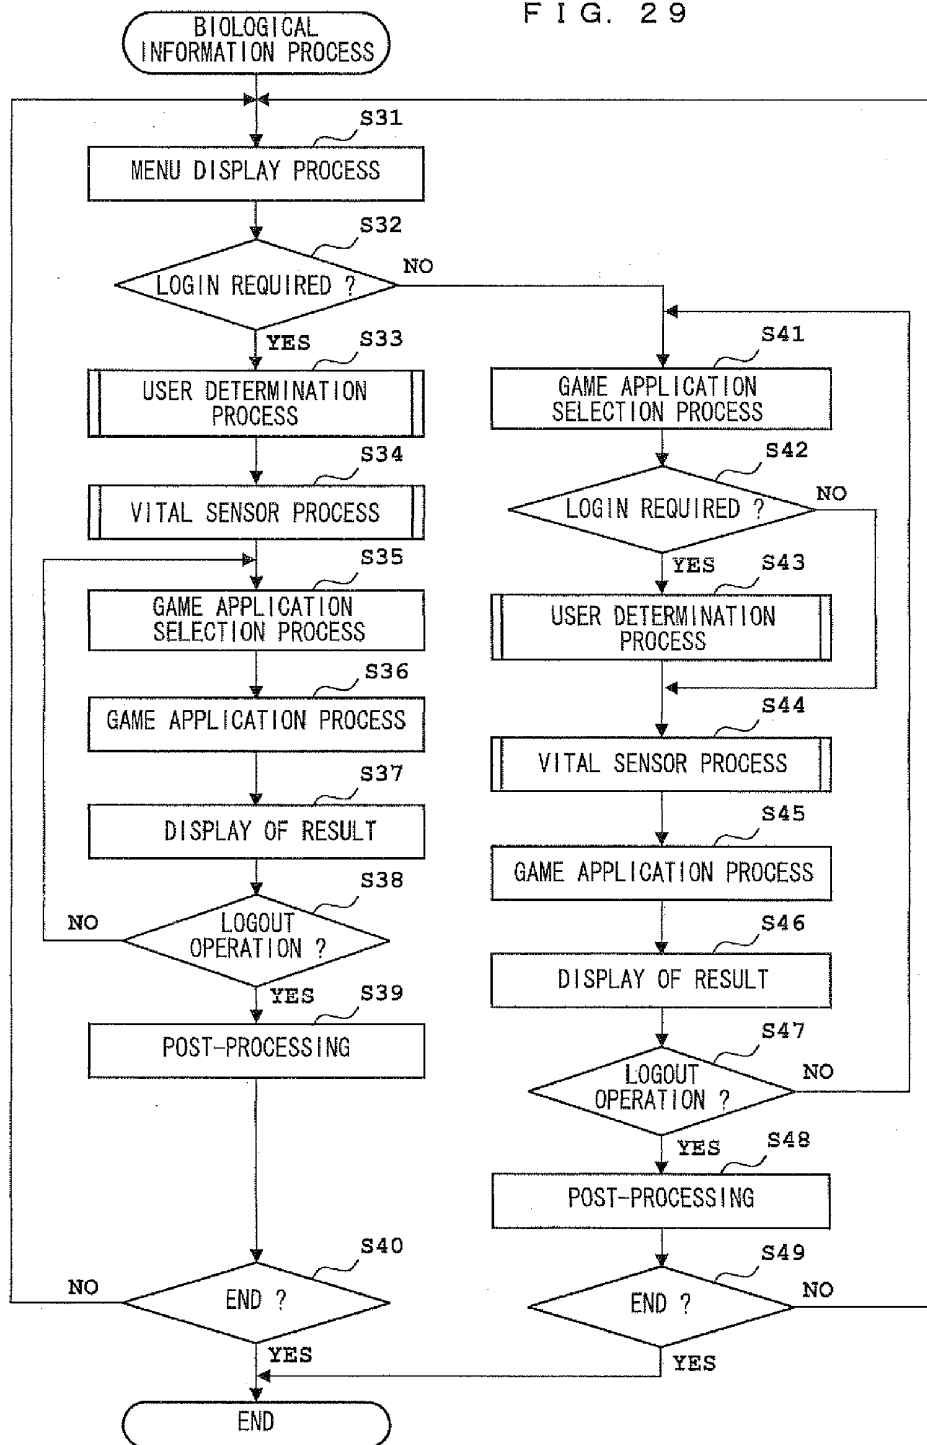 FIG. 29
BIOLOGICAL
INFORMATION PROCESS
S31
MENU DISPLAY PROCESS
S32
LOGIN REQUIRED ?
NO
YES
S33
USER DETERMINATION
PROCESS
S34
VITAL SENSOR PROCESS
S35
GAME APPLICATION
SELECTION PROCESS
S36
GAME APPLICATION PROCESS
S37
DISPLAY OF RESULT
S38
LOGOUT
OPERATION ?
NO
YES
S39
POST-PROCESSING
S40
END ?
NO
YES
END
S41
GAME APPLICATION
SELECTION PROCESS
S42
LOGIN REQUIRED ?
NO
YES
S43
USER DETERMINATION
PROCESS
S44
VITAL SENSOR PROCESS
S45
GAME APPLICATION PROCESS
S46
DISPLAY OF RESULT
S47
LOGOUT
OPERATION ?
NO
YES
S48
POST-PROCESSING
S49
END ?
NO
YES